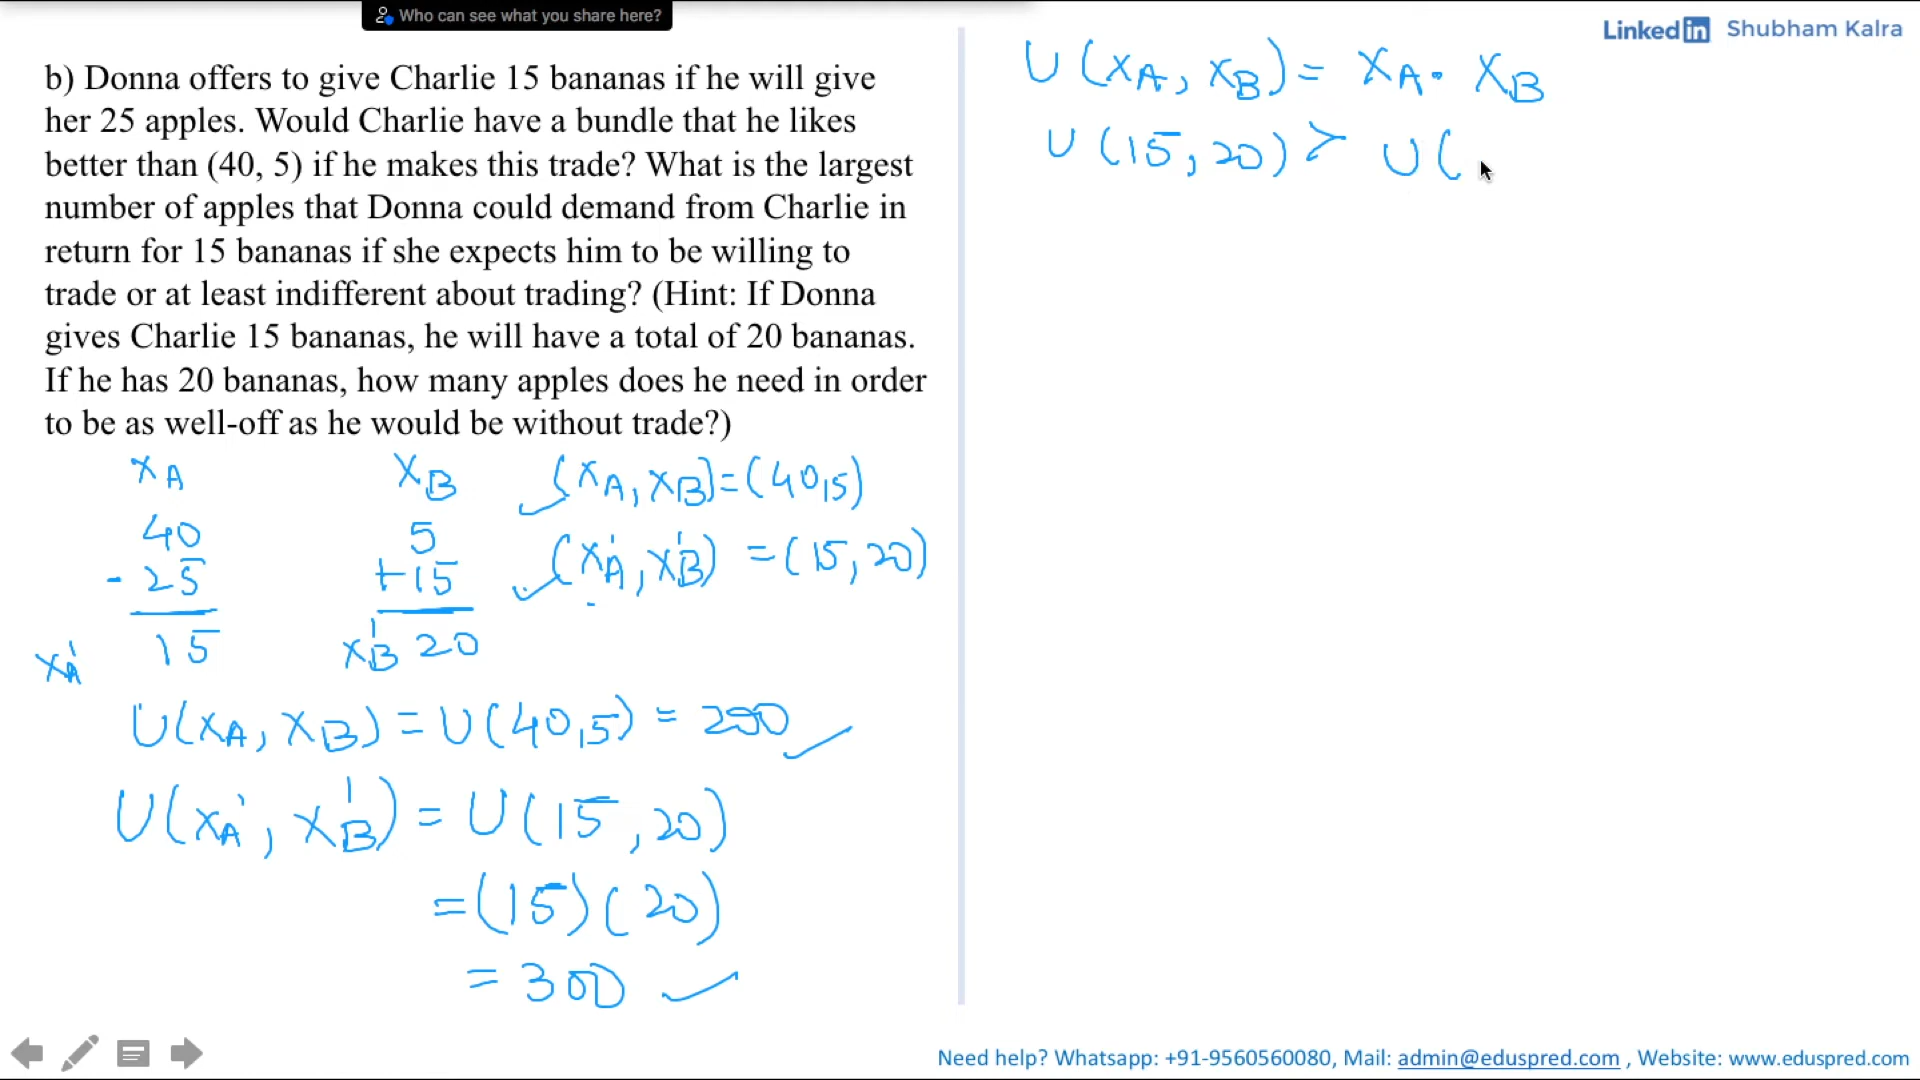 Who can see what you share here?
LinkedIn Shubham Kalra
b) Donna offers to give Charlie 15 bananas if he will give
her 25 apples. Would Charlie have a bundle that he likes
better than (40, 5) if he makes this trade? What is the largest
number of apples that Donna could demand from Charlie in
return for 15 bananas if she expects him to be willing to
trade or at least indifferent about trading? (Hint: If Donna
gives Charlie 15 bananas, he will have a total of 20 bananas.
If he has 20 bananas, how many apples does he need in order
to be as well-off as he would be without trade?)
xA xB (xA, xB) = (40,5)
40 5
- 25 +15 (x'A, x'B) = (15, 20)
x'A 15 x'B 20
U(xA, xB) = U(40,5) = 200
U(xA', x'B) = U(15, 20)
= (15)(20)
= 300
U(xA, xB) = xA . xB
U(15, 20) > U(
Need help? Whatsapp: +91-9560560080, Mail: admin@eduspred.com , Website: www.eduspred.com